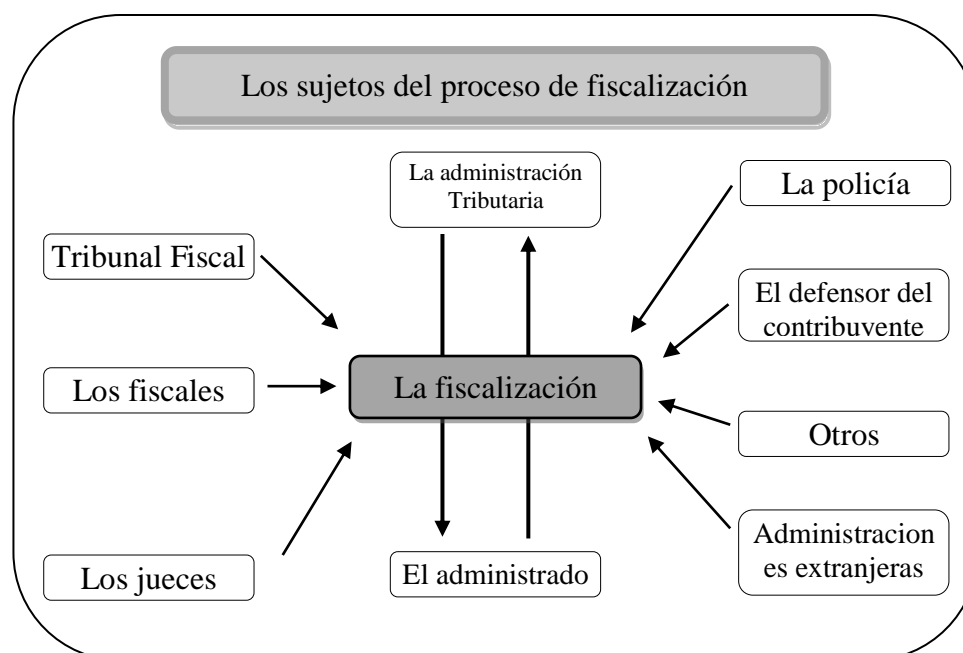 Los sujetos del proceso de fiscalización
La administración
Tributaria
La policía
Tribunal Fiscal
El defensor del
contribuvente
Los fiscales
La fiscalización
Otros
Los jueces
El administrado
Administracion
es extranjeras